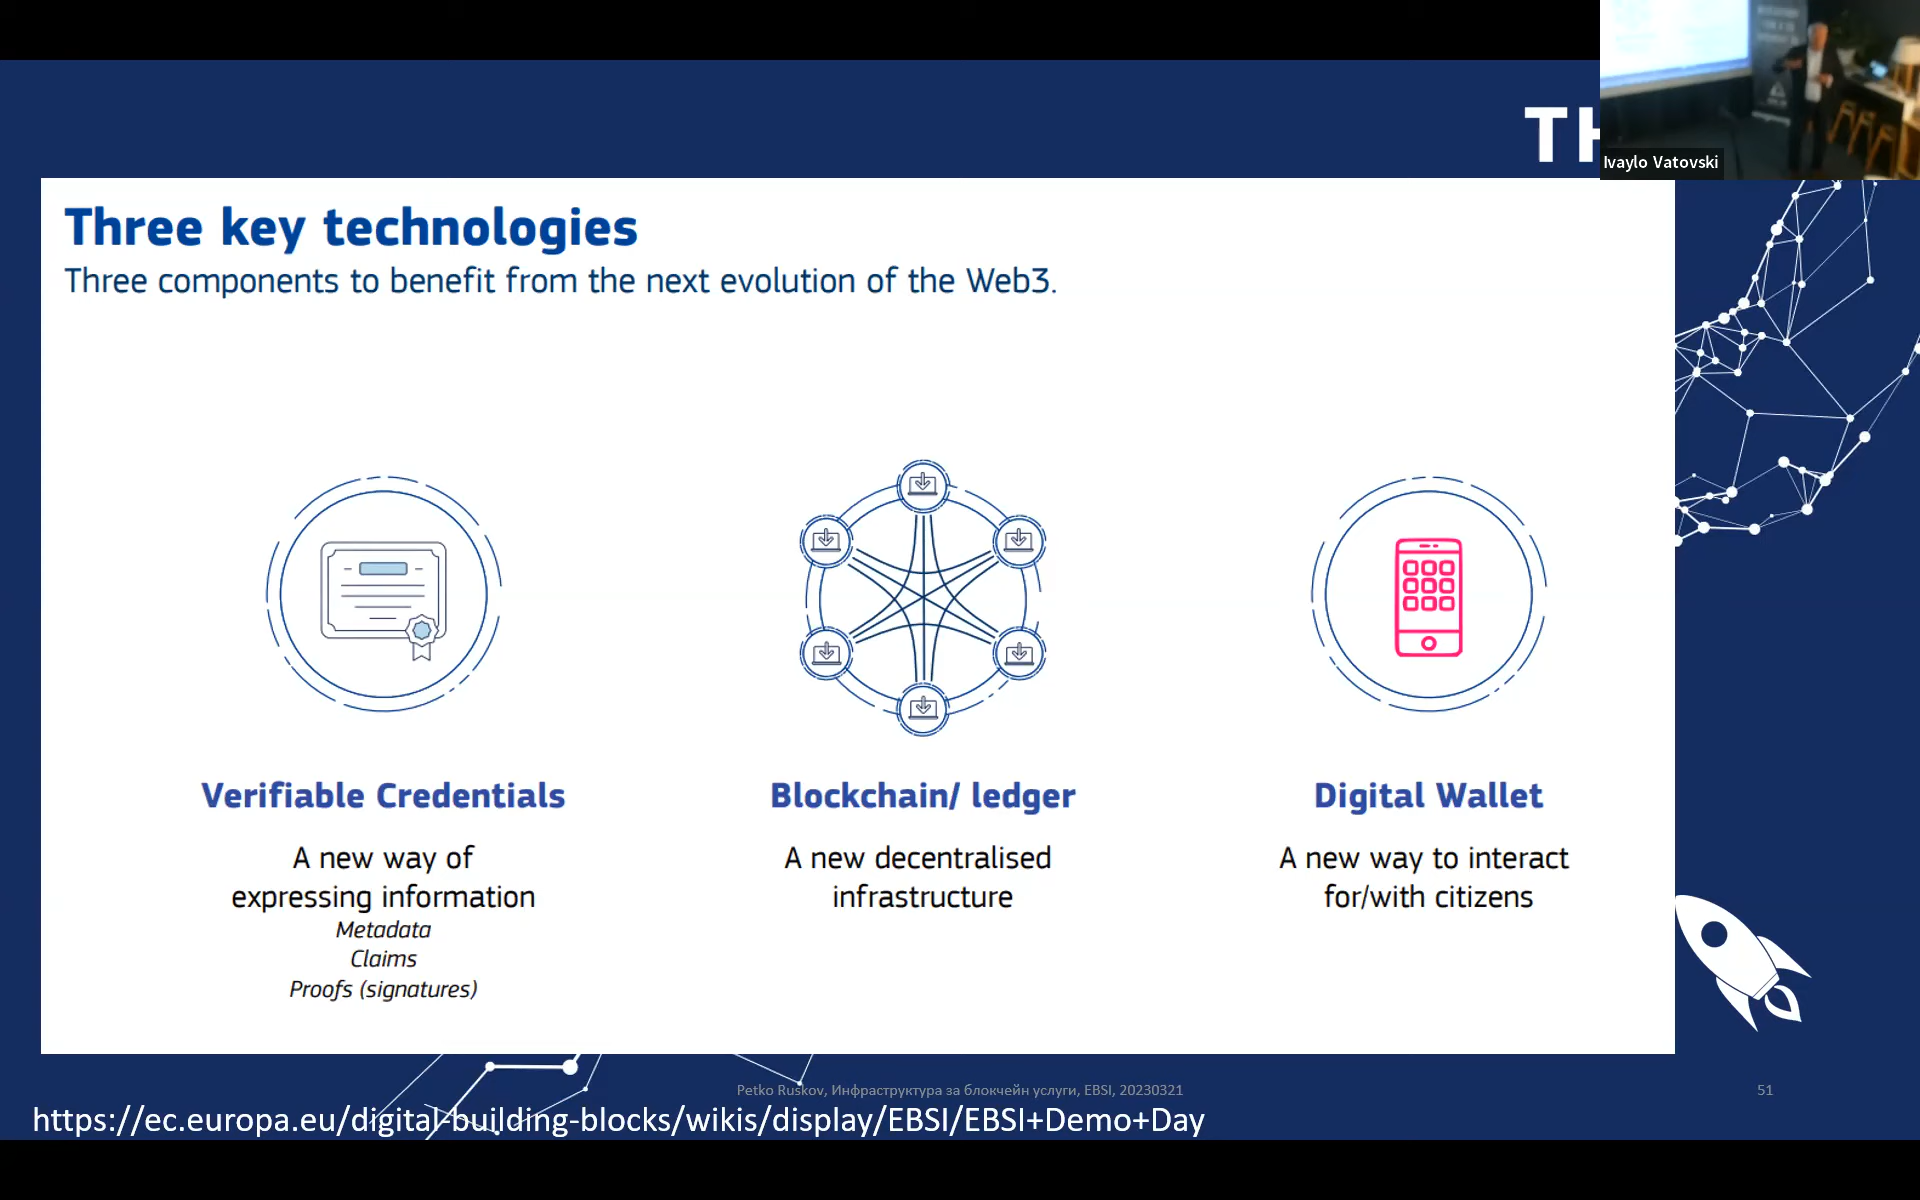 TH
Ivaylo Vatovski
Three key technologies
Three components to benefit from the next evolution of the Web3.
Verifiable Credentials
A new way of
expressing information
Metadata
Claims
Proofs (signatures)
Blockchain/ ledger
A new decentralised
infrastructure
Digital Wallet
A new way to interact
for/with citizens
Petko Ruskov, Инфраструктура за блокчейн услуги, EBSI, 20230321
51
https://ec.europa.eu/digital-building-blocks/wikis/display/EBSI/EBSI+Demo+Day